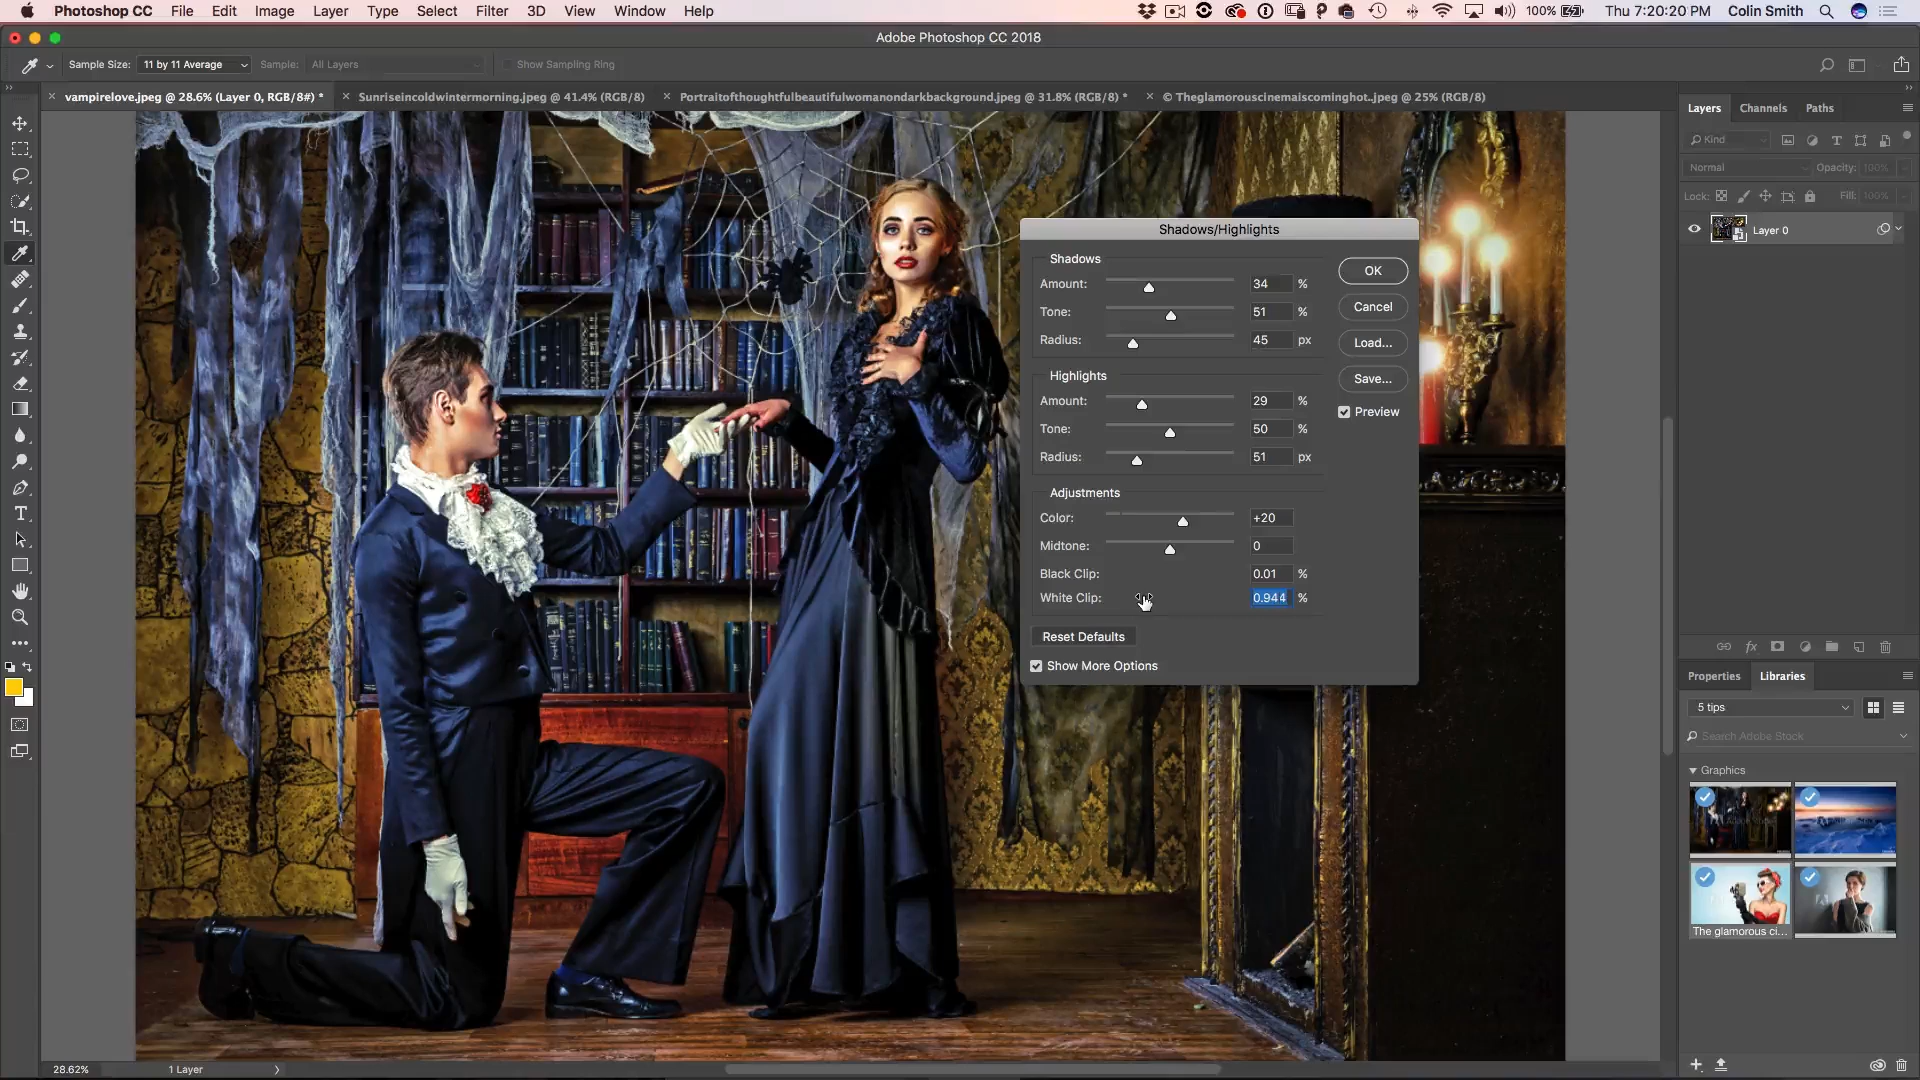 Photoshop CC File Edit Image Layer Type Select Filter 3D View Window Help 100% Thu 7:20:20 PM Colin Smith
Adobe Photoshop CC 2018
Sample Size: 11 by 11 Average Sample: All Layers Show Sampling Ring
vampirelove.jpeg @ 28.6% (Layer 0, RGB/8#) * Sunriseincoldwintermorning.jpeg @ 41.4% (RGB/8) Portraitofthoughtfulbeautifulwomanondarkbackground.jpeg @ 31.8% (RGB/8) * © Theglamorouscinemaiscominghot..jpeg @ 25% (RGB/8)
Layers Channels Paths
Kind
Normal Opacity: 100%
Lock: Fill: 100%
Layer 0
Shadows/Highlights
Shadows
Amount: 34 %
Tone: 51 %
Radius: 45 px
Highlights
Amount: 29 %
Tone: 50 %
Radius: 51 px
Adjustments
Color: +20
Midtone: 0
Black Clip: 0.01 %
White Clip: 0.944 %
Reset Defaults
Show More Options
OK
Cancel
Load...
Save...
Preview
Properties Libraries
5 tips
Search Adobe Stock
Graphics
The glamorous ci...
28.62% 1 Layer